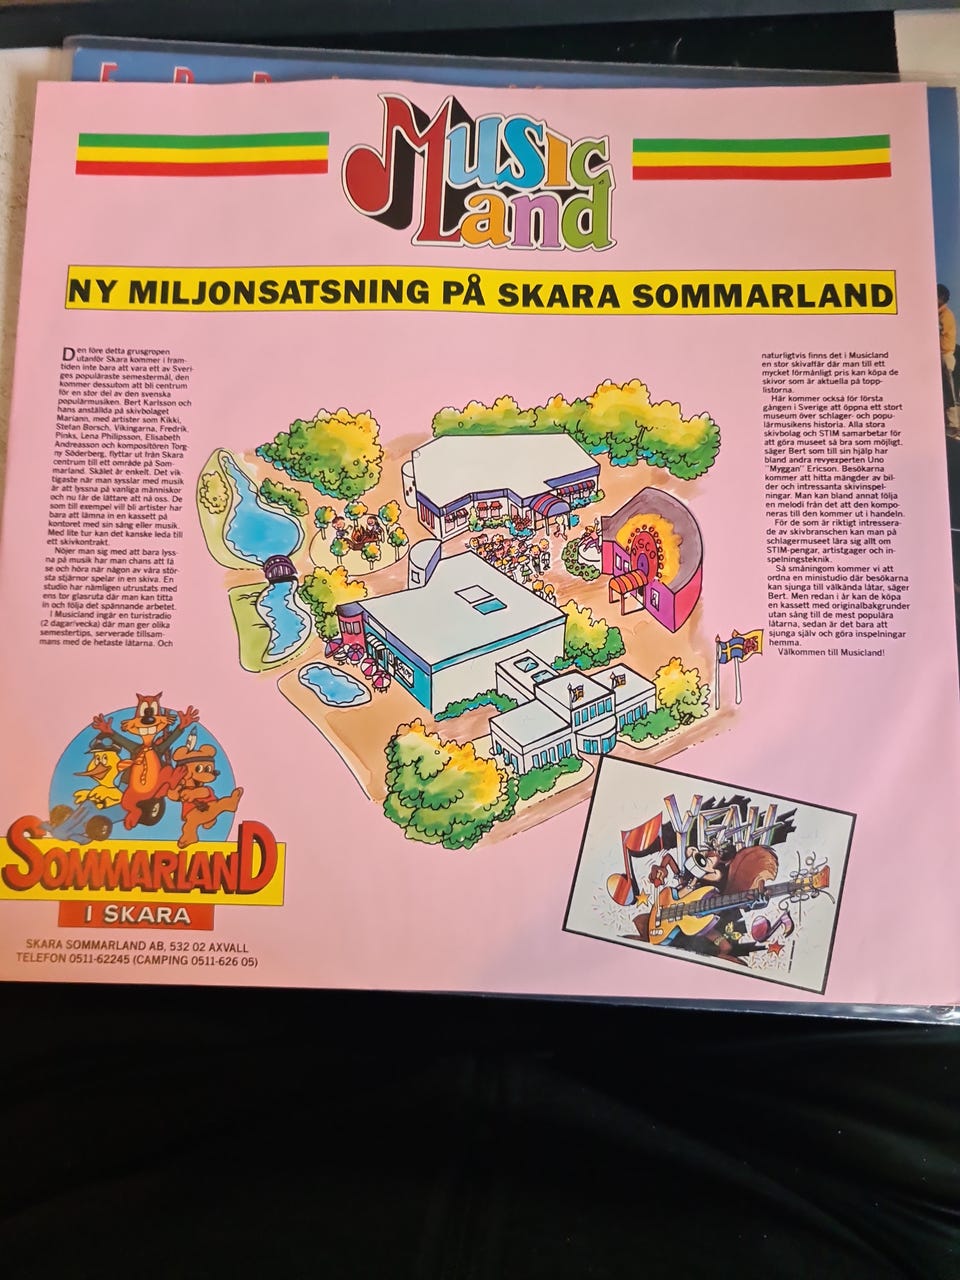 Music
Land
NY MILJONSATSNING PÅ SKARA SOMMARLAND
Den före detta grusgropen
utanför Skara kommer i fram-
tiden inte bara att vara ett av Sveri-
ges populäraste semestermål, den
kommer dessutom att bli centrum
för en stor del av den svenska
populärmusiken. Bert Karlsson och
hans anställda på skivbolaget
Mariann, med artister som Kikki,
Stefan Borsch, Vikingarna, Fredrik,
Pinks, Lena Philipsson, Elisabeth
Andreasson och kompositören Torg-
ny Söderberg, flyttar ut från Skara
centrum till ett område på Som-
marland. Skälet är enkelt. Det vik-
tigaste när man sysslar med musik
är att lyssna på vanliga människor
och nu får de lättare att nå oss. De
som till exempel vill bli artister har
bara att lämna in en kassett på
kontoret med sin sång eller musik.
Med lite tur kan det kanske leda till
ett skivkontrakt.
Nöjer man sig med att bara lyss-
na på musik har man chans att få
se och höra när någon av våra stör-
sta stjärnor spelar in en skiva. En
studio har nämligen utrustats med
ens tor glasruta där man kan titta
in och följa det spännande arbetet.
I Musicland ingår en turistradio
(2 dagar/vecka) där man ger olika
semestertips, serverade tillsam-
mans med de hetaste låtarna. Och
naturligtvis finns det i Musicland
en stor skivaffär där man till ett
mycket förmånligt pris kan köpa de
skivor som är aktuella på topp-
listorna.
Här kommer också för första
gången i Sverige att öppna ett stort
museum över schlager- och popu-
lärmusikens historia. Alla stora
skivbolag och STIM samarbetar för
att göra museet så bra som möjligt,
säger Bert som till sin hjälp har
bland andra revyexperten Uno
"Myggan" Ericson. Besökarna
kommer att hitta mängder av bil-
der och intressanta skivinspel-
ningar. Man kan bland annat följa
en melodi från det att den kompo-
neras till den kommer ut i handeln.
För de som är riktigt intressera-
de av skivbranschen kan man på
schlagermuseet lära sig allt om
STIM-pengar, artistgager och in-
spelningsteknik.
Så småningom kommer vi att
ordna en ministudio där besökarna
kan sjunga till välkända låtar, säger
Bert. Men redan i år kan de köpa
en kassett med originalbakgrunder
utan sång till de mest populära
låtarna, sedan är det bara att
sjunga själv och göra inspelningar
hemma.
Välkommen till Musicland!
DISCO
YEAH
SOMMARLAND
I SKARA
SKARA SOMMARLAND AB, 532 02 AXVALL
TELEFON 0511-62245 (CAMPING 0511-626 05)